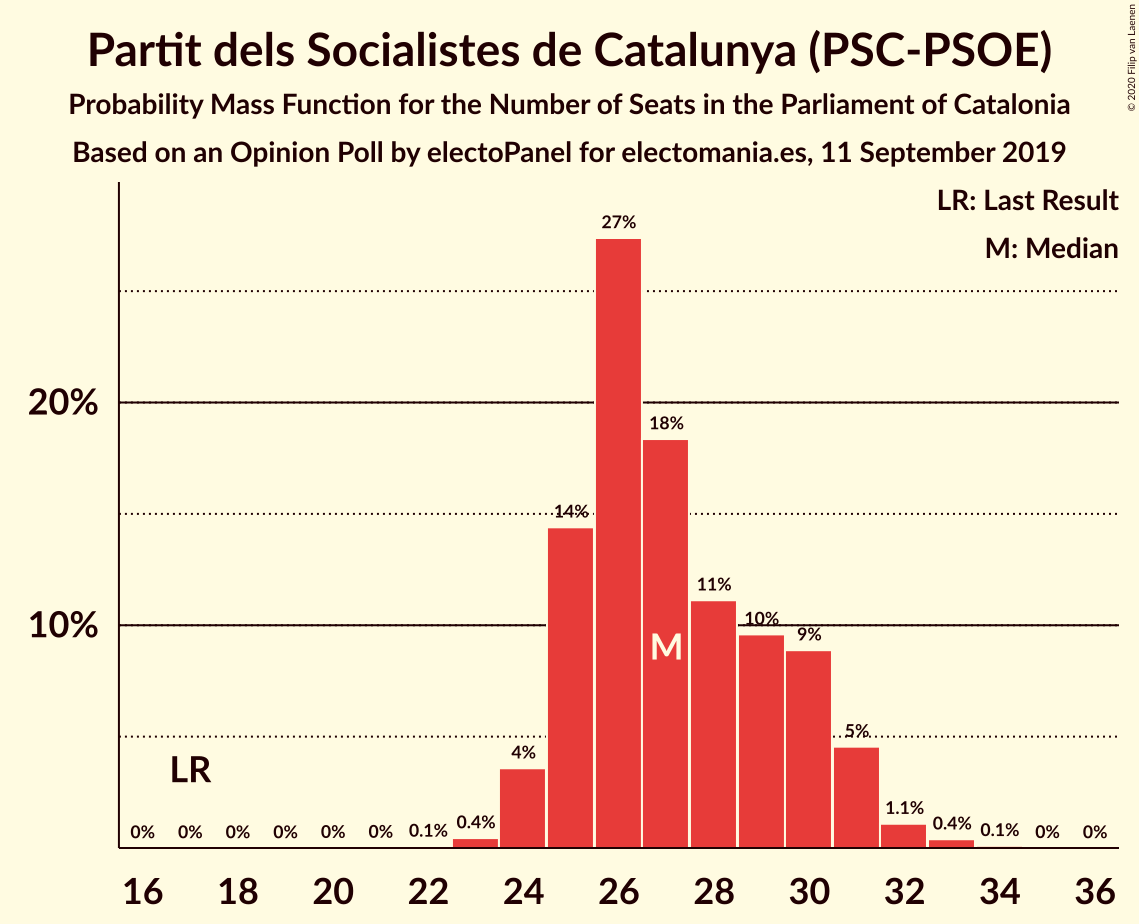 Partit dels Socialistes de Catalunya (PSC-PSOE)
Probability Mass Function for the Number of Seats in the Parliament of Catalonia
Based on an Opinion Poll by electoPanel for electomania.es, 11 September 2019
© 2020 Filip van Laenen
LR: Last Result
M: Median
27%
20%
18%
14%
11%
10%
10%
9%
M
5%
4%
LR
1.1%
0% 0% 0% 0% 0% 0% 0.1% 0.4% 0.4% 0.1% 0% 0%
16 18 20 22 24 26 28 30 32 34 36